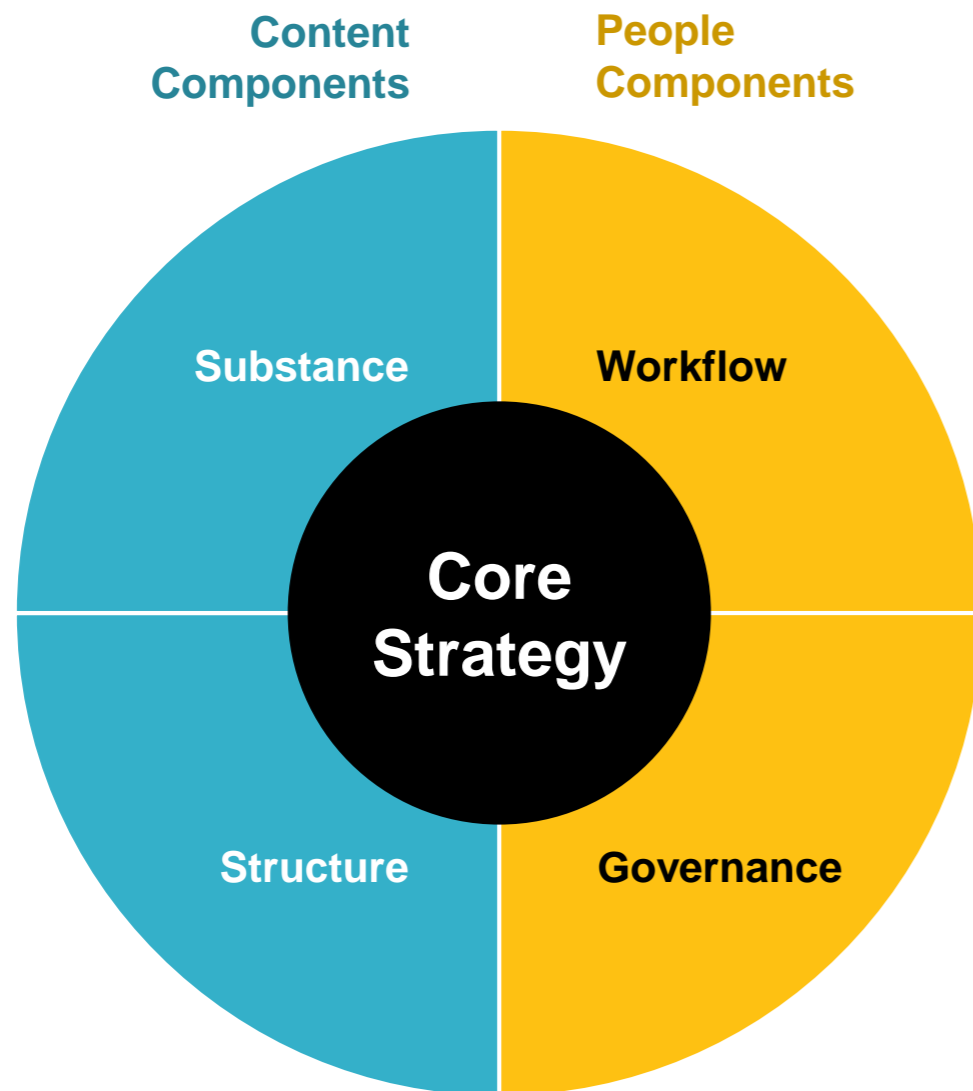 Content
Components
People
Components
Substance
Workflow
Core
Strategy
Structure
Governance